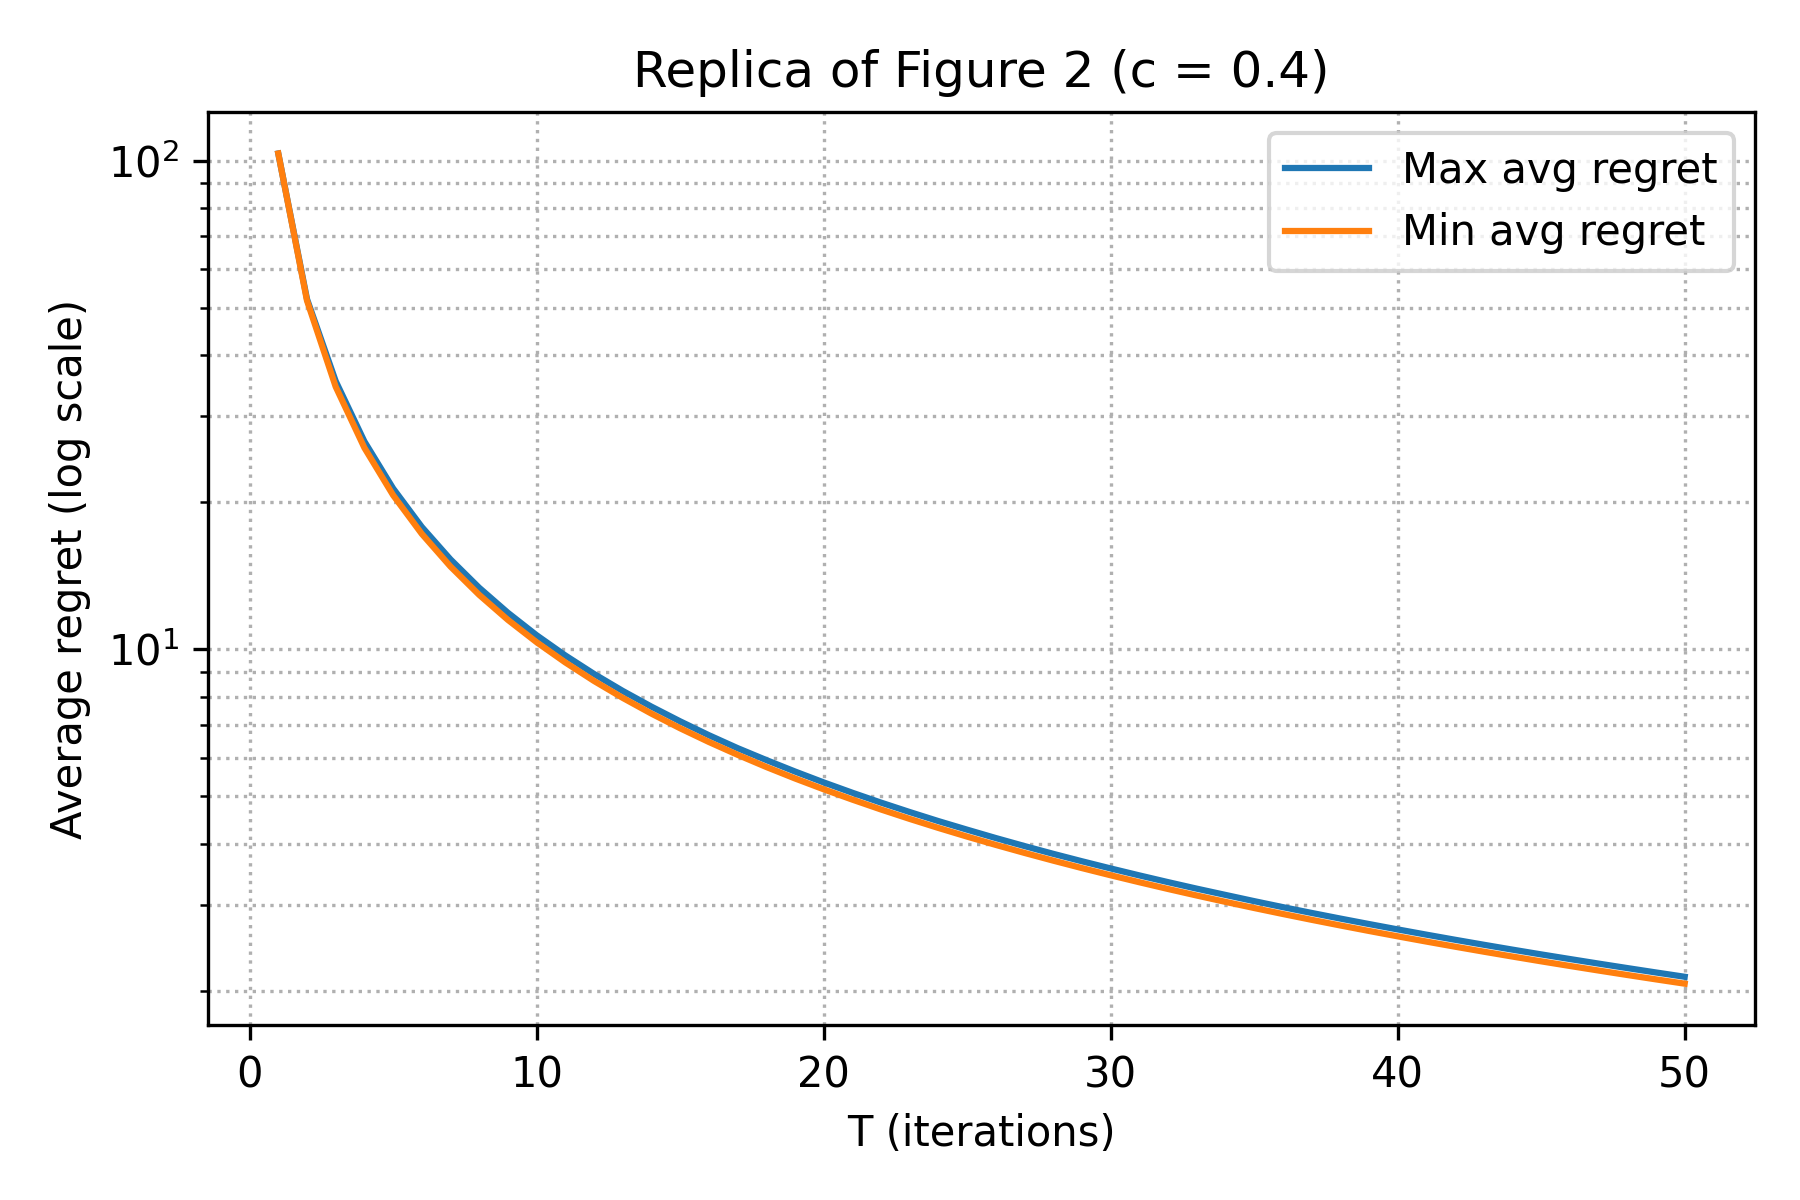 Replica of Figure 2 (c = 0.4)
Max avg regret
Min avg regret
Average regret (log scale)
10²
10¹
0 10 20 30 40 50
T (iterations)